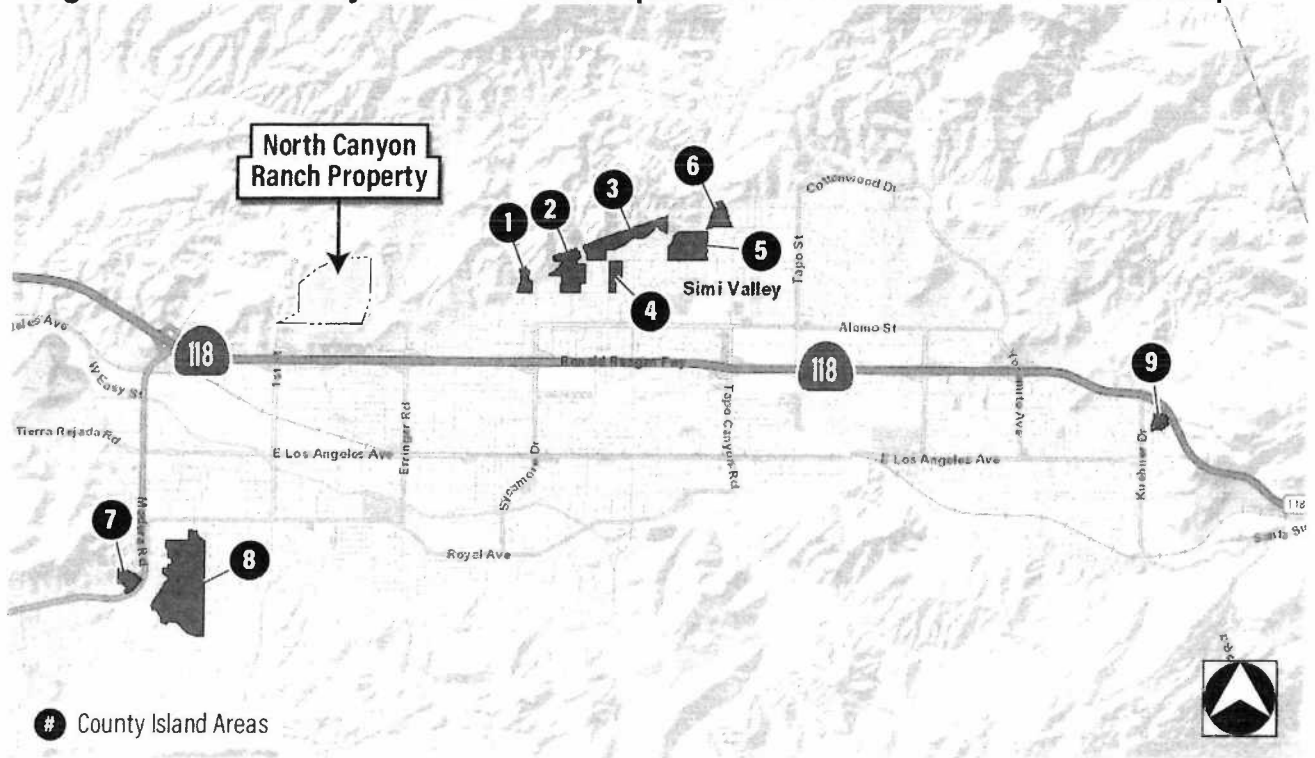 North Canyon
Ranch Property
6
3
Cottonwood Dr
2
1
5
Tapo St
Simi Valley
4
Alamo St
118
Ronald Reagan Fwy
118
9
1st
W Easy St
Tierra Rejada Rd
Erringer Rd
E Los Angeles Ave
Sycamore Dr
Tapo Canyon Rd
E Los Angeles Ave
Kuehner Dr
118
7
Madera Rd
8
Royal Ave
# County Island Areas